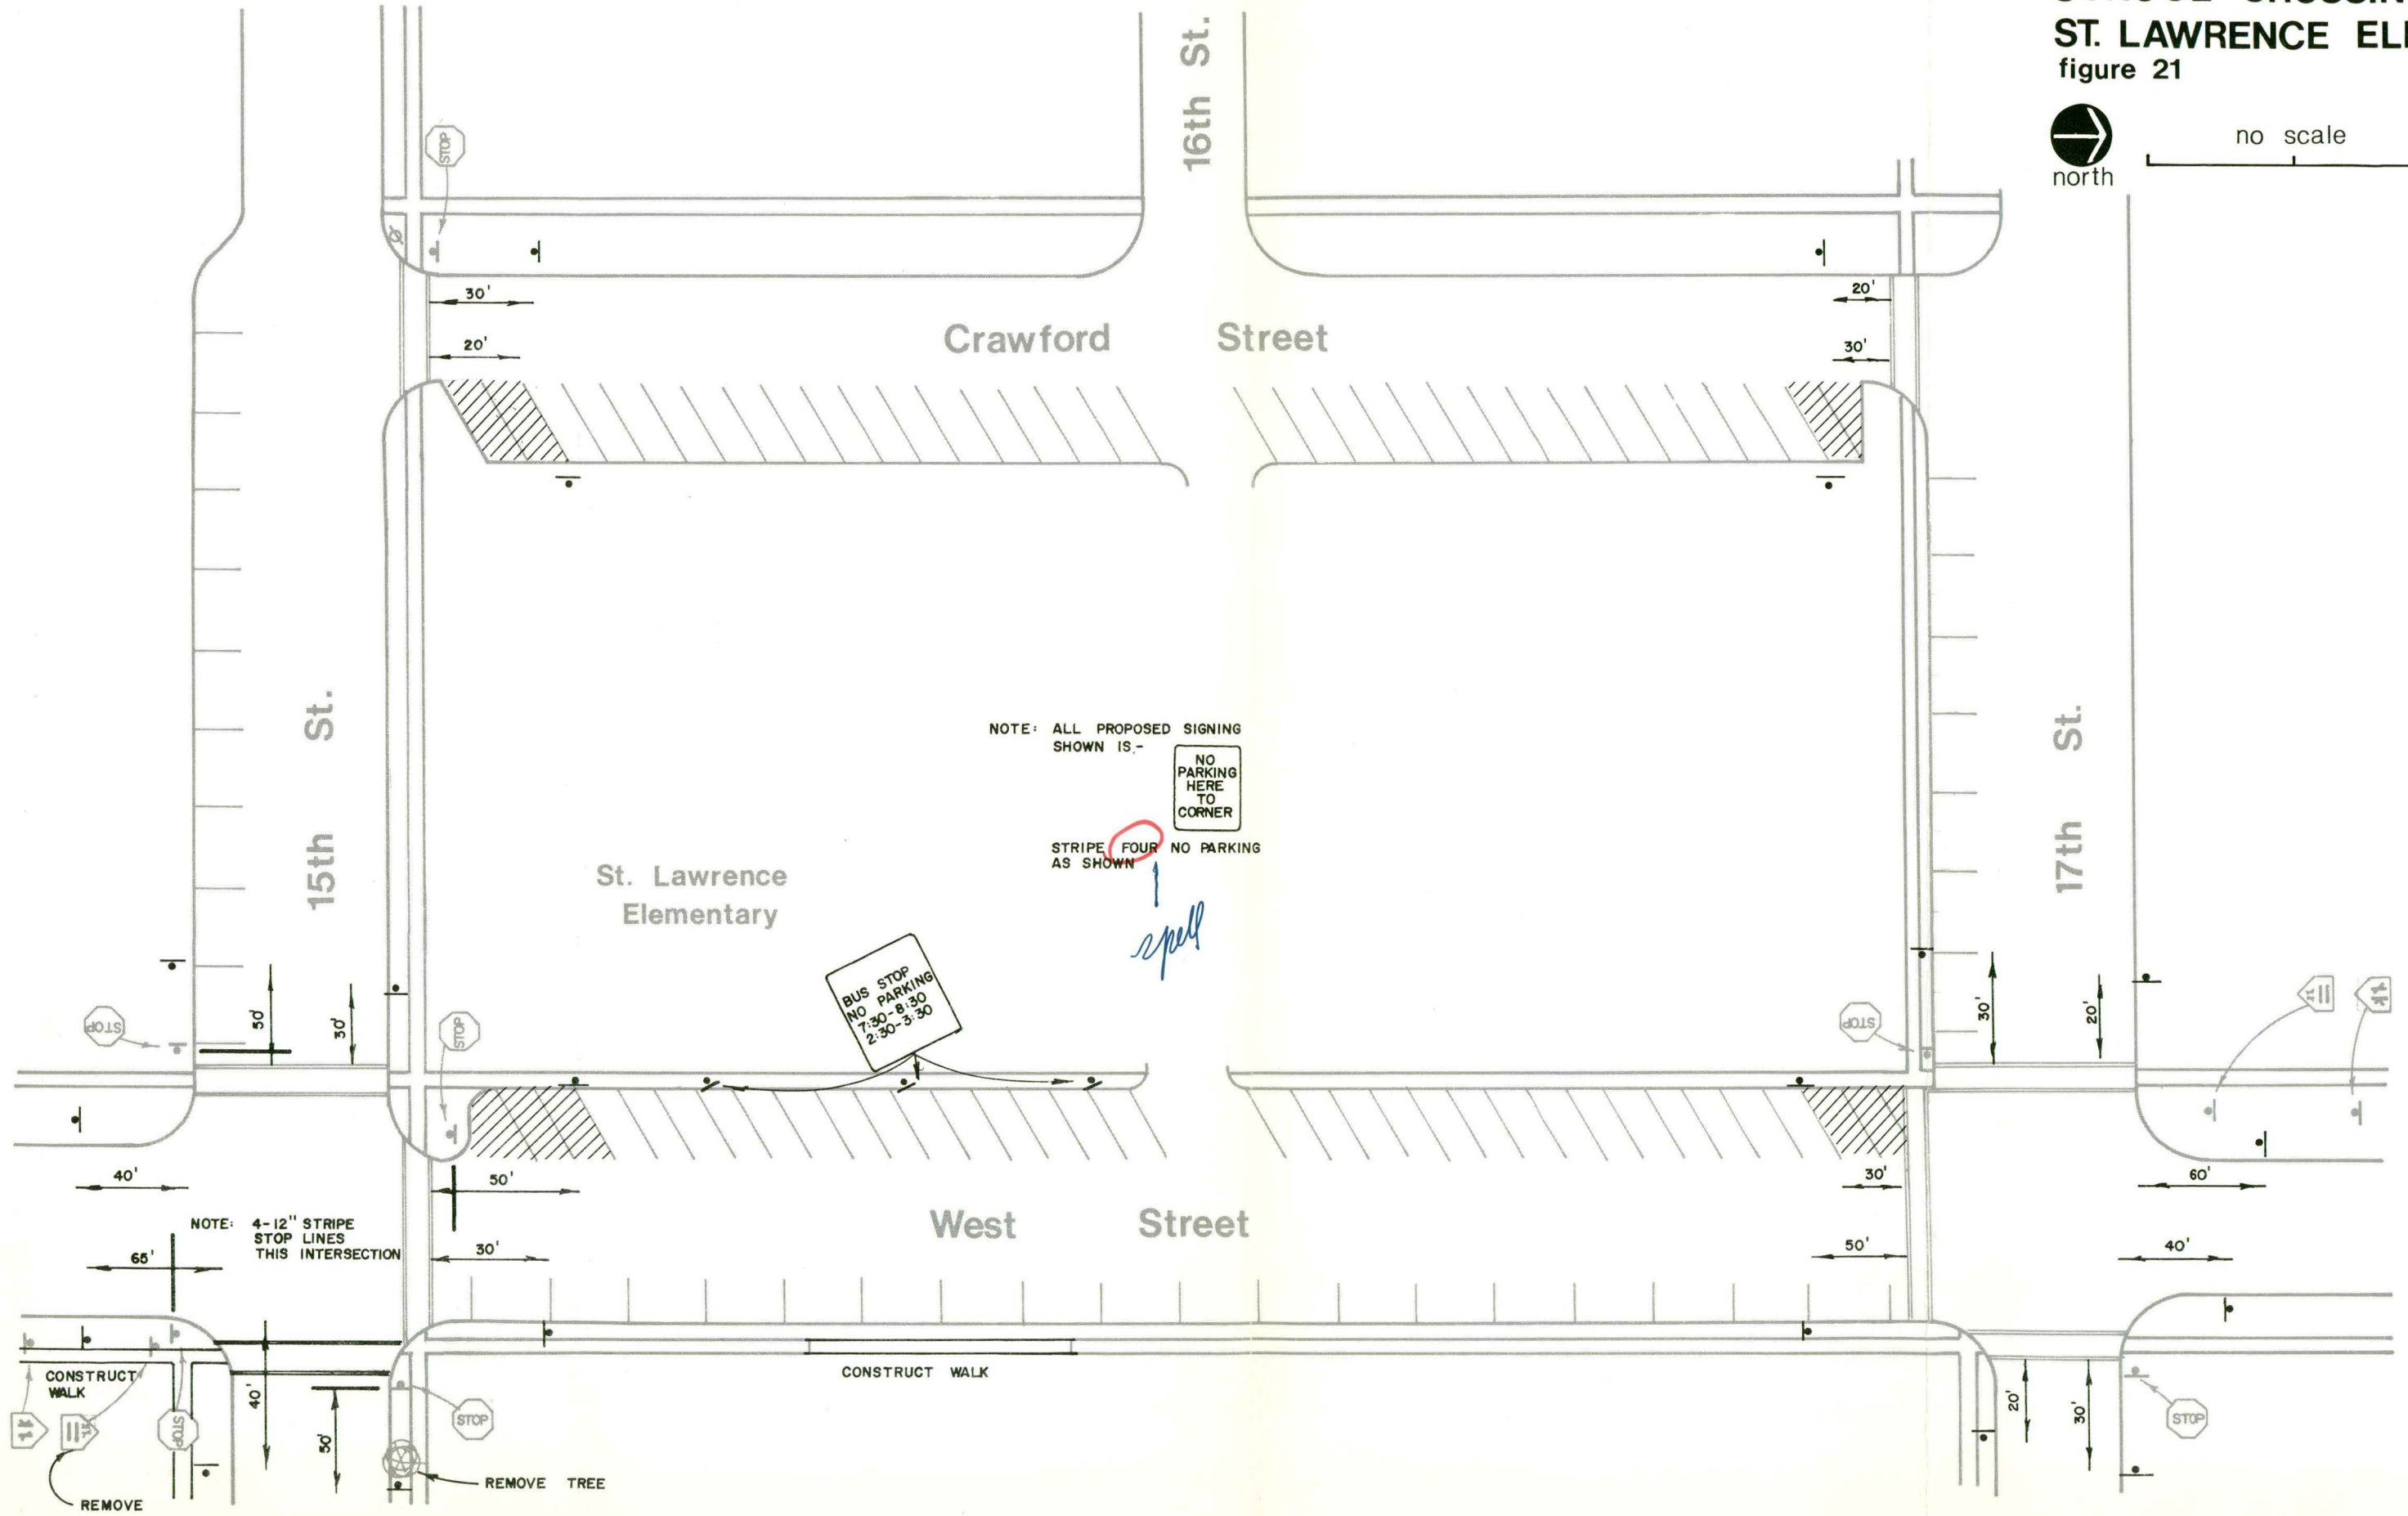 ST. LAWRENCE
figure 21
no scale
north
16th St.
STOP
30'
20'
20'
30'
Crawford Street
15th St.
17th St.
NOTE: ALL PROPOSED SIGNING
SHOWN IS,-
NO
PARKING
HERE
TO
CORNER
STRIPE FOUR NO PARKING
AS SHOWN
spell
St. Lawrence
Elementary
BUS STOP
NO PARKING
7:30-8:30
2:30-3:30
STOP
50'
30'
STOP
STOP
30'
20'
40'
50'
30'
60'
NOTE: 4-12" STRIPE
STOP LINES
THIS INTERSECTION
65'
30'
West Street
50'
40'
CONSTRUCT
WALK
40'
50'
STOP
STOP
CONSTRUCT WALK
20'
30'
STOP
REMOVE TREE
REMOVE